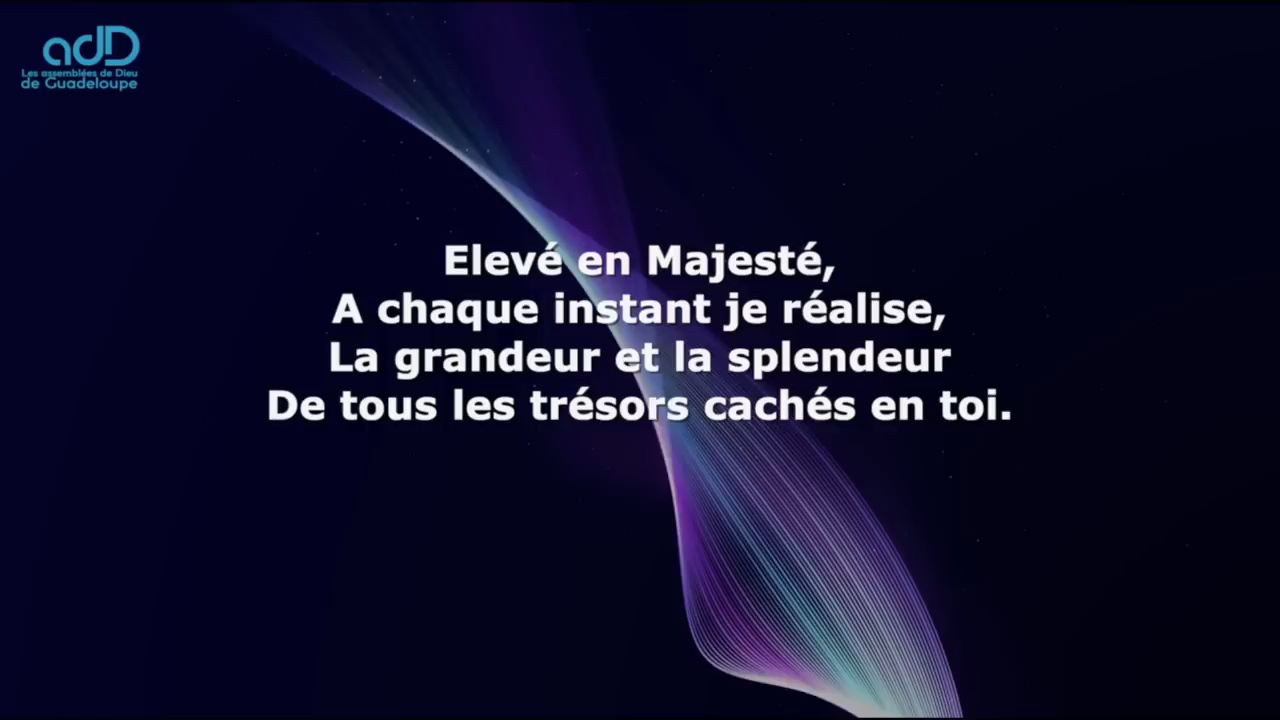 adD
Les assemblées de Dieu
de Guadeloupe
Elevé en Majesté,
A chaque instant je réalise,
La grandeur et la splendeur
De tous les trésors cachés en toi.